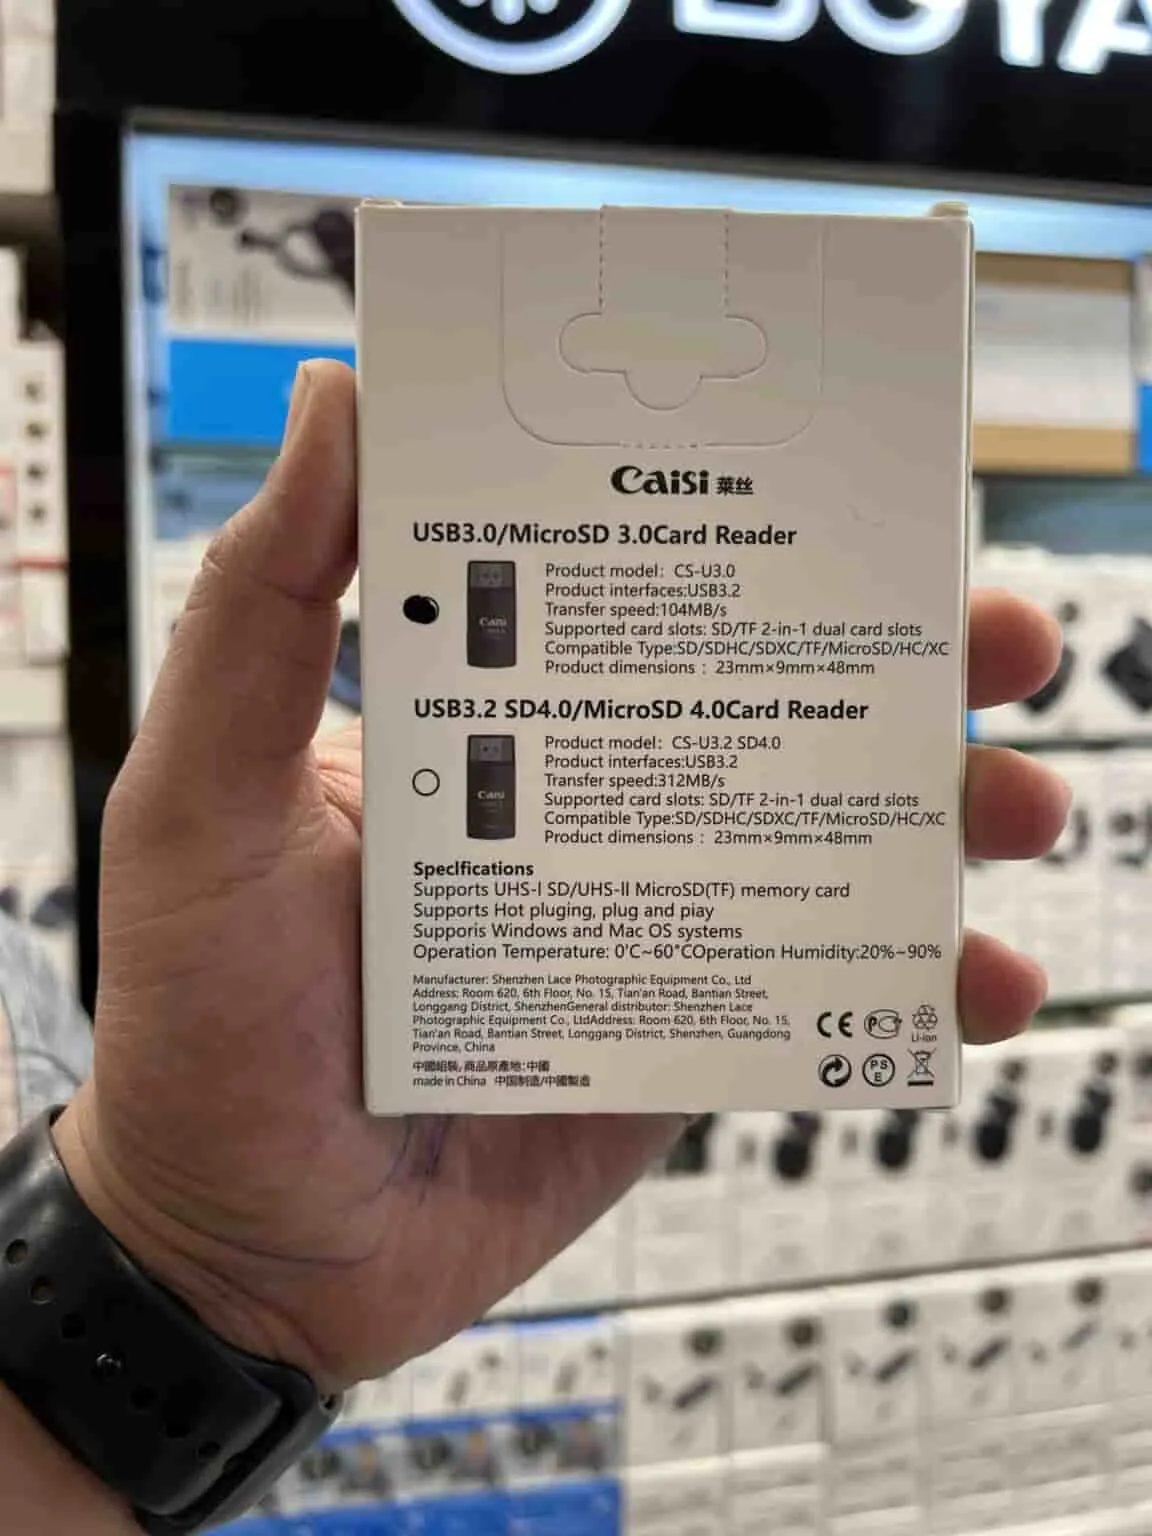 BOYA
Caisi 莱丝
USB3.0/MicroSD 3.0Card Reader
Product model: CS-U3.0
Product interfaces:USB3.2
Transfer speed:104MB/s
Supported card slots: SD/TF 2-in-1 dual card slots
Compatible Type:SD/SDHC/SDXC/TF/MicroSD/HC/XC
Product dimensions : 23mm×9mm×48mm
Caisi
USB3.2 SD4.0/MicroSD 4.0Card Reader
Product model: CS-U3.2 SD4.0
Product interfaces:USB3.2
Transfer speed:312MB/s
Supported card slots: SD/TF 2-in-1 dual card slots
Compatible Type:SD/SDHC/SDXC/TF/MicroSD/HC/XC
Product dimensions : 23mm×9mm×48mm
Caisi
Speclfications
Supports UHS-I SD/UHS-II MicroSD(TF) memory card
Supports Hot pluging, plug and piay
Supporis Windows and Mac OS systems
Operation Temperature: 0'C~60°COperation Humidity:20%~90%
Manufacturer: Shenzhen Lace Photographic Equipment Co., Ltd
Address: Room 620, 6th Floor, No. 15, Tian'an Road, Bantian Street,
Longgang District, ShenzhenGeneral distributor: Shenzhen Lace
Photographic Equipment Co., LtdAddress: Room 620, 6th Floor, No. 15,
Tian'an Road, Bantian Street, Longgang District, Shenzhen, Guangdong
Province, China
中國組裝, 商品原產地:中國
made in China 中国制造/中國製造
CE
Li-ion
PS
E